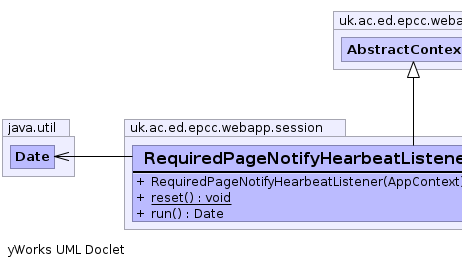 uk.ac.ed.epcc.weba
AbstractContex
java.util
Date
uk.ac.ed.epcc.webapp.session
RequiredPageNotifyHearbeatListene
+ RequiredPageNotifyHearbeatListener(AppContext)
+ reset() : void
+ run() : Date
yWorks UML Doclet